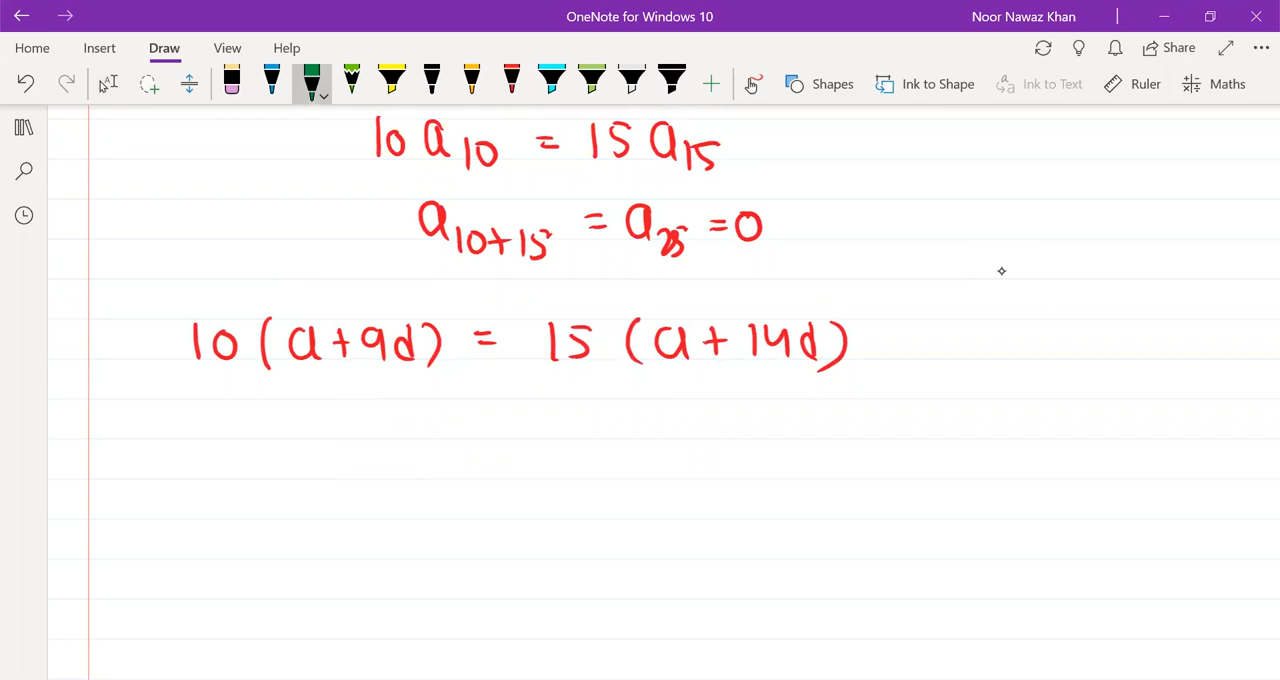 OneNote for Windows 10
Noor Nawaz Khan
Home Insert Draw View Help
Share
Shapes Ink to Shape Ink to Text Ruler Maths
10 a₁₀ = 15 a₁₅
a₁₀₊₁₅ = a₂₅ = 0
10 (a+9d) = 15 (a+14d)